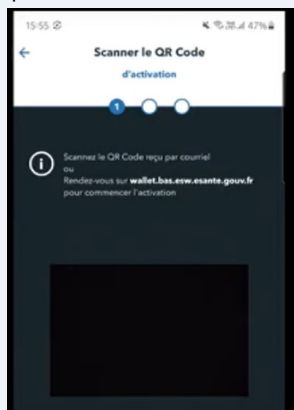 15:55
47%
Scanner le QR Code
d'activation
1
Scannez le QR Code reçu par courriel
ou
Rendez-vous sur wallet.bas.esw.esante.gouv.fr
pour commencer l'activation